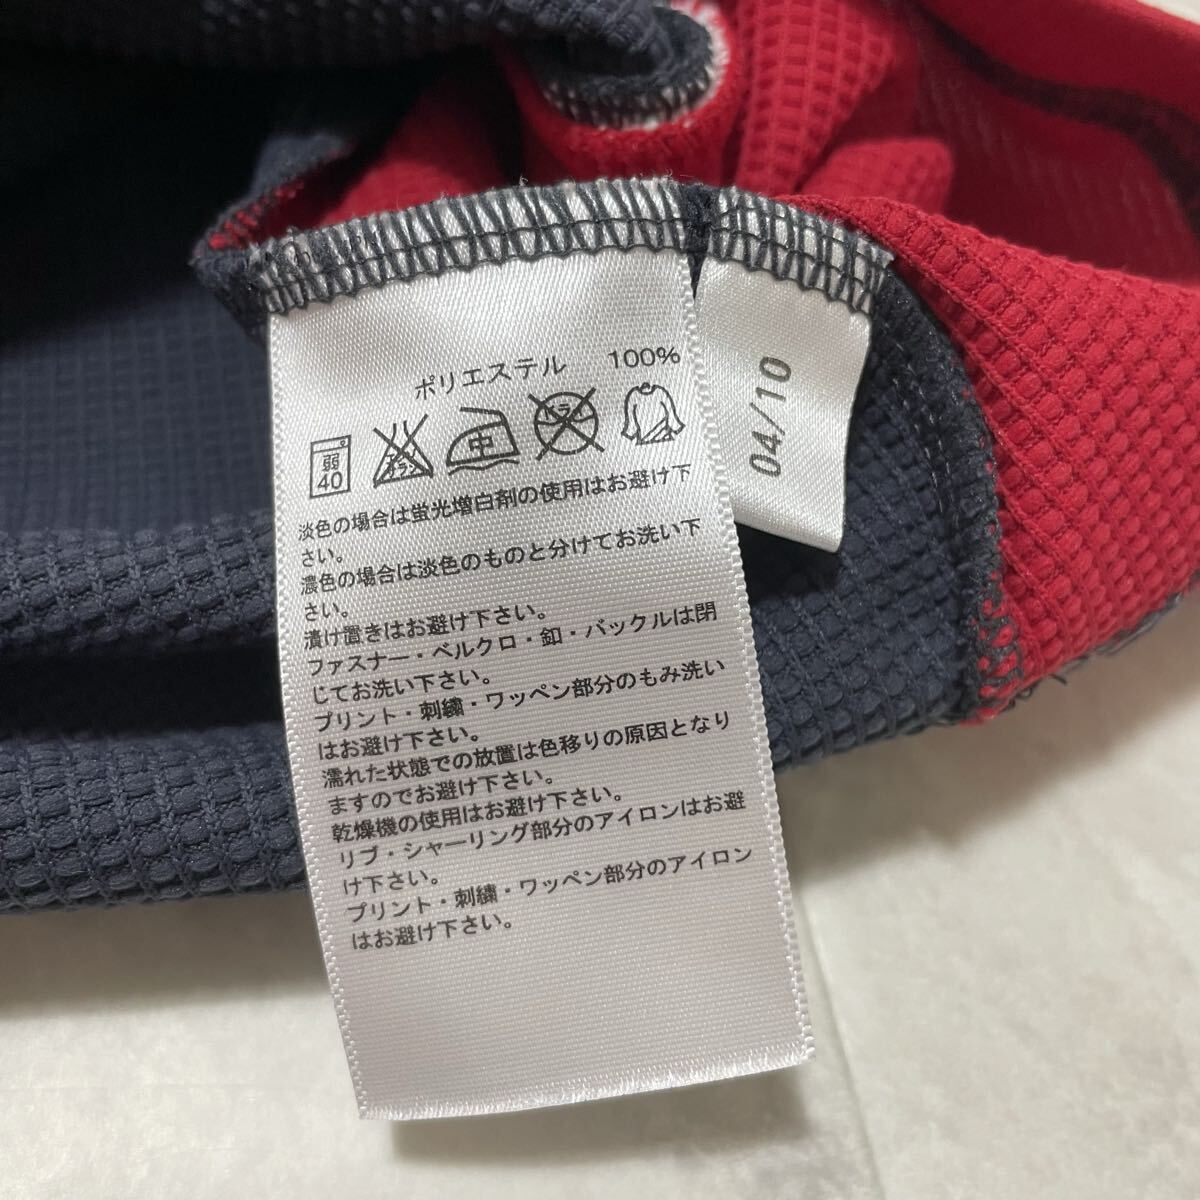 ポリエステル 100%
弱
40
エンソ
サラシ
中
ドライ
淡色の場合は蛍光増白剤の使用はお避け下
さい。
濃色の場合は淡色のものと分けてお洗い下
さい。
漬け置きはお避け下さい。
ファスナー・ベルクロ・釦・バックルは閉
じてお洗い下さい。
プリント・刺繍・ワッペン部分のもみ洗い
はお避け下さい。
濡れた状態での放置は色移りの原因となり
ますのでお避け下さい。
乾燥機の使用はお避け下さい。
リブ・シャーリング部分のアイロンはお避
け下さい。
プリント・刺繍・ワッペン部分のアイロン
はお避け下さい。
04/10